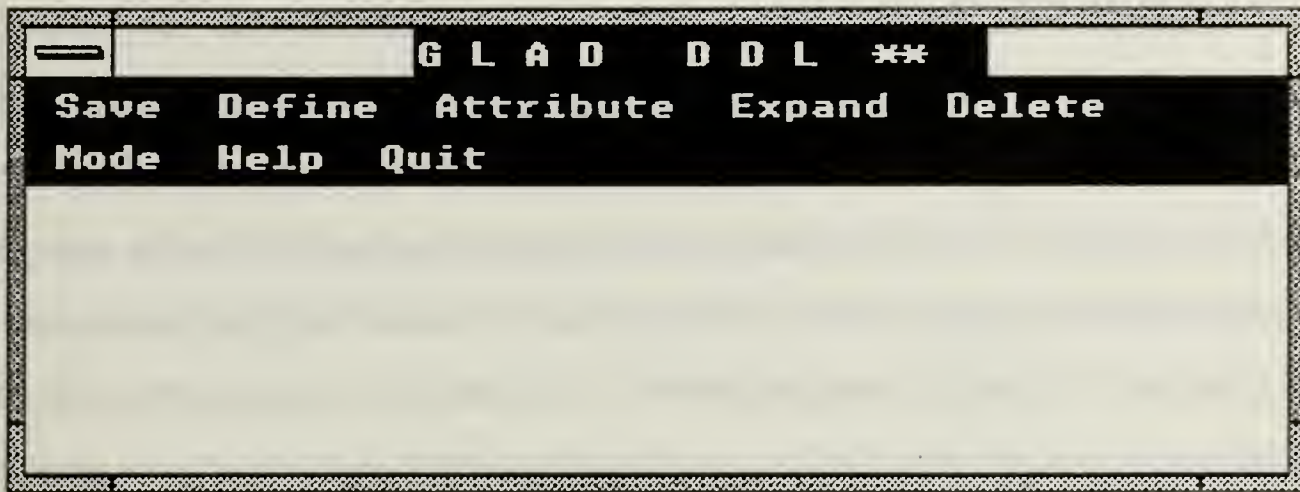 G L A D D D L **
Save Define Attribute Expand Delete
Mode Help Quit